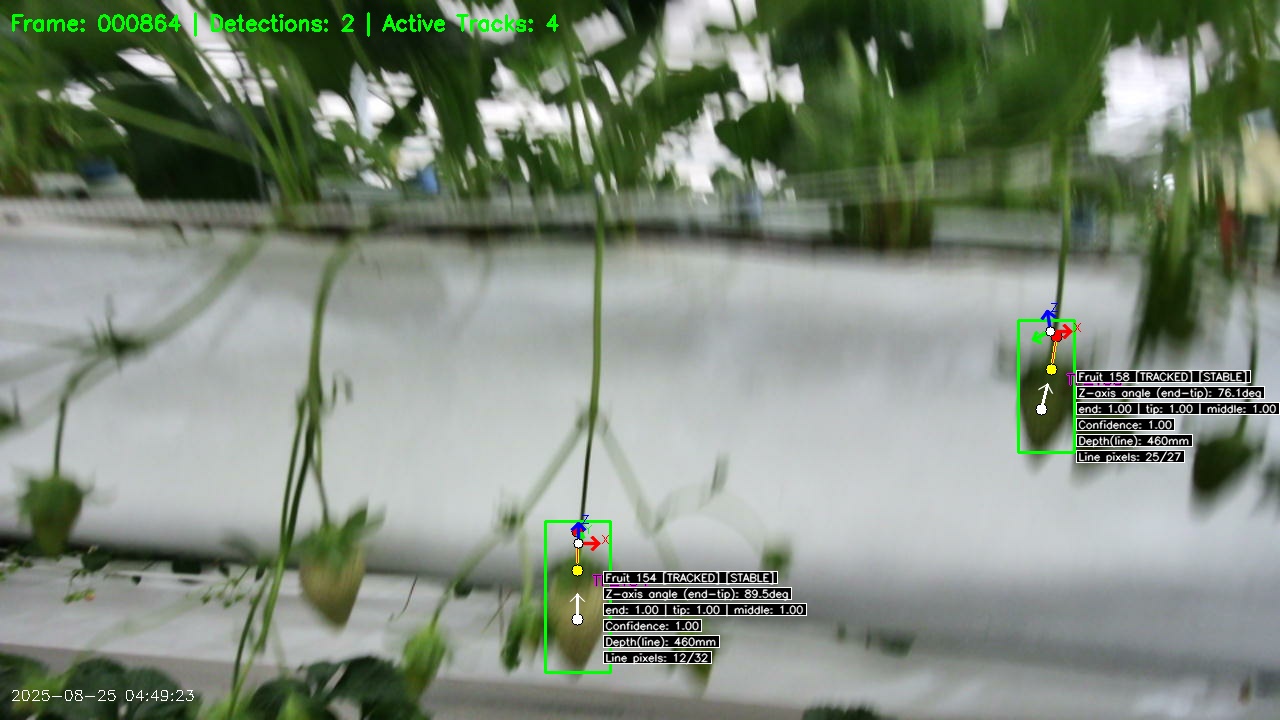 Frame: 000864 | Detections: 2 | Active Tracks: 4
Z
X
Fruit 158 [TRACKED] [STABLE]
Z-axis angle (end-tip): 76.1deg
end: 1.00 | tip: 1.00 | middle: 1.00
Confidence: 1.00
Depth(line): 460mm
Line pixels: 25/27
Z
X
Fruit 154 [TRACKED] [STABLE]
Z-axis angle (end-tip): 89.5deg
end: 1.00 | tip: 1.00 | middle: 1.00
Confidence: 1.00
Depth(line): 460mm
Line pixels: 12/32
2025-08-25 04:49:23